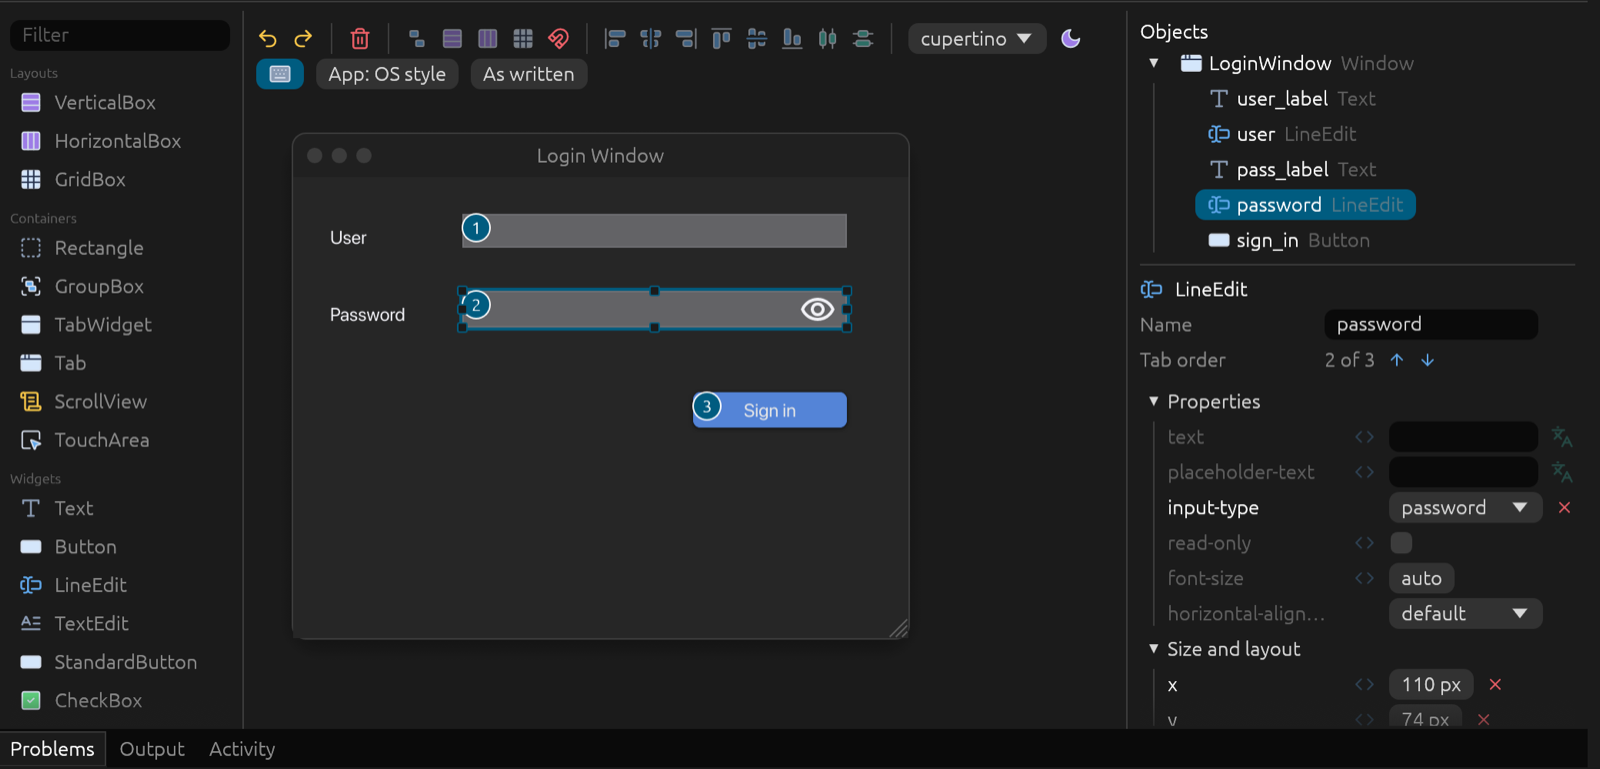 Filter
Layouts
VerticalBox
HorizontalBox
GridBox
Containers
Rectangle
GroupBox
TabWidget
Tab
ScrollView
TouchArea
Widgets
Text
Button
LineEdit
TextEdit
StandardButton
CheckBox
cupertino
App: OS style
As written
Login Window
User
1
Password
2
3
Sign in
Objects
LoginWindow Window
user_label Text
user LineEdit
pass_label Text
password LineEdit
sign_in Button
LineEdit
Name password
Tab order 2 of 3
Properties
text
placeholder-text
input-type password
read-only
font-size auto
horizontal-align... default
Size and layout
x 110 px
y 74 px
Problems Output Activity